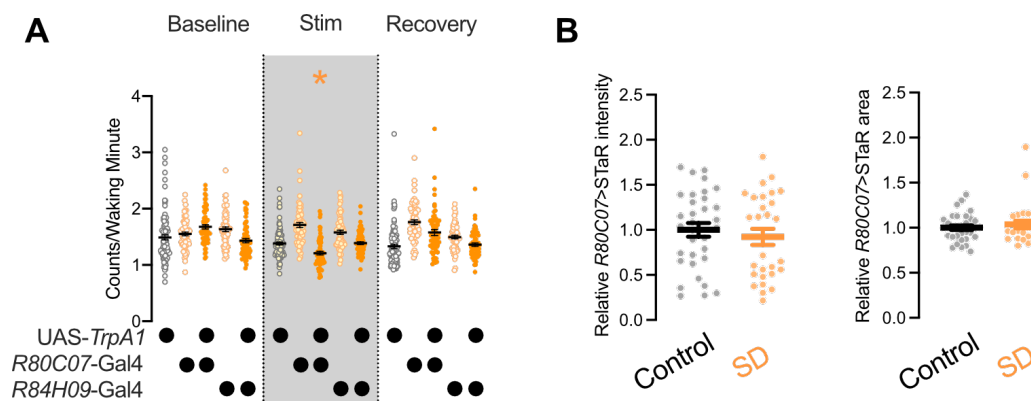 A
Baseline Stim Recovery
*
Counts/Waking Minute
4
3
2
1
UAS-TrpA1
R80C07-Gal4
R84H09-Gal4
B
Relative R80C07>STaR intensity
2.5
2.0
1.5
1.0
0.5
0.0
Control
SD
Relative R80C07>STaR area
2.5
2.0
1.5
1.0
0.5
0.0
Control
SD